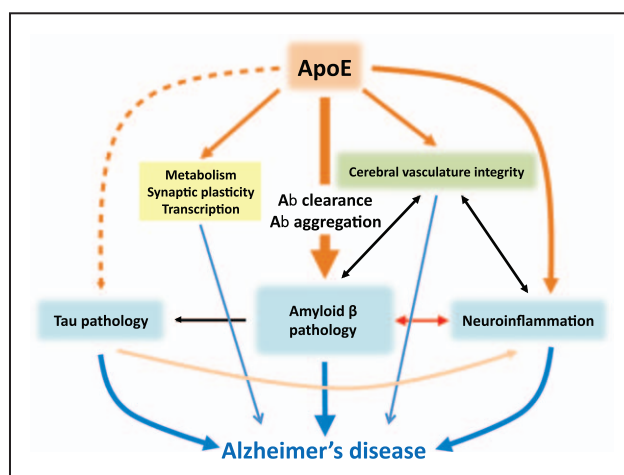 ApoE
Metabolism
Synaptic plasticity
Transcription
Cerebral vasculature integrity
Ab clearance
Ab aggregation
Tau pathology
Amyloid β
pathology
Neuroinflammation
Alzheimer's disease